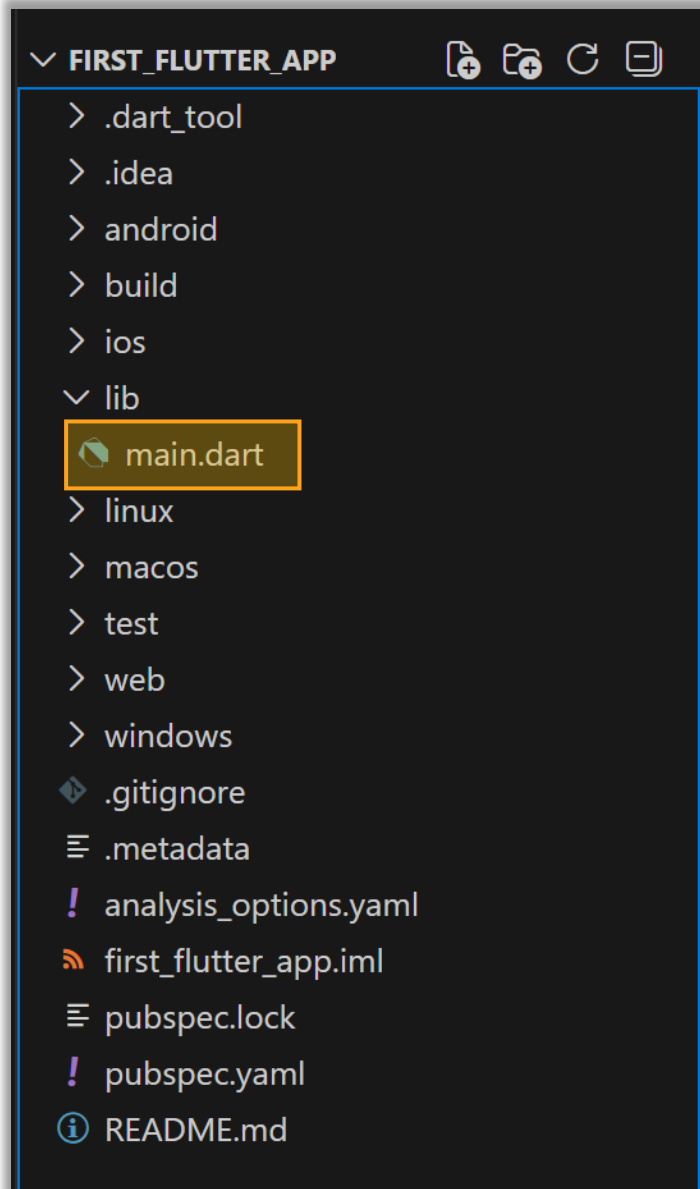 FIRST_FLUTTER_APP
.dart_tool
.idea
android
build
ios
lib
main.dart
linux
macos
test
web
windows
.gitignore
.metadata
analysis_options.yaml
first_flutter_app.iml
pubspec.lock
pubspec.yaml
README.md